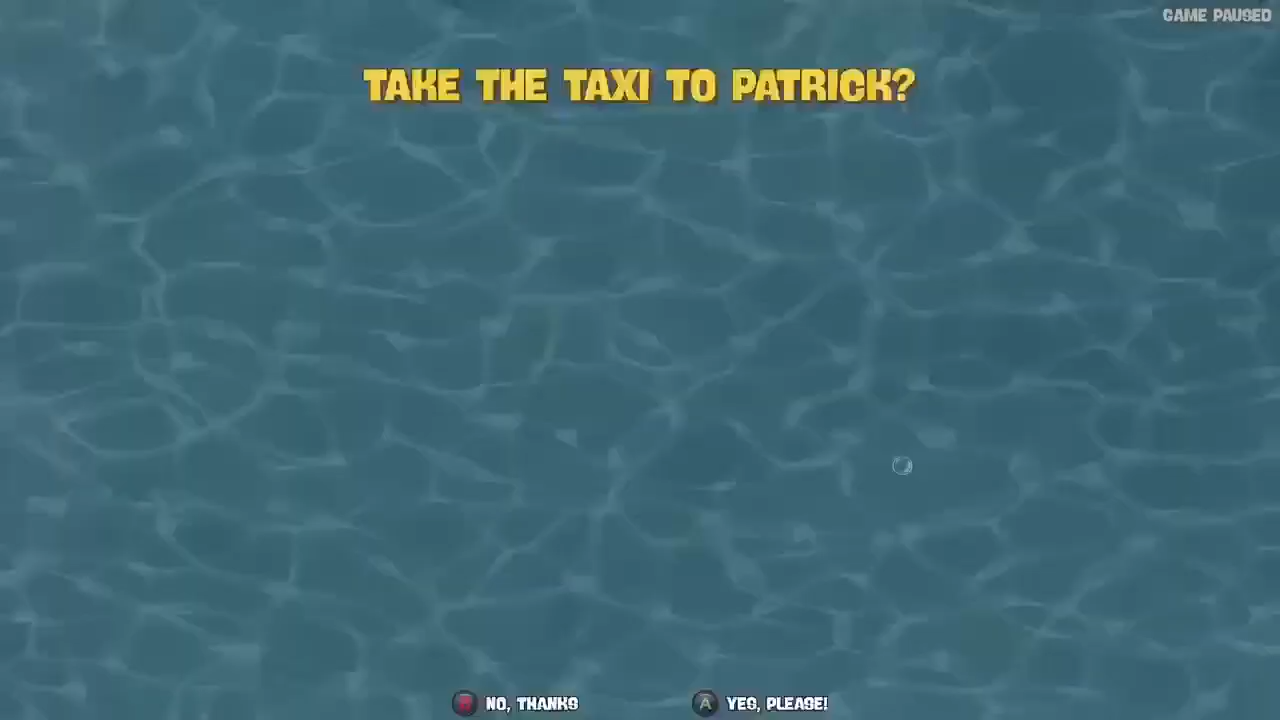 GAME PAUSED
TAKE THE TAXI TO PATRICK?
B NO, THANKS
A YES, PLEASE!